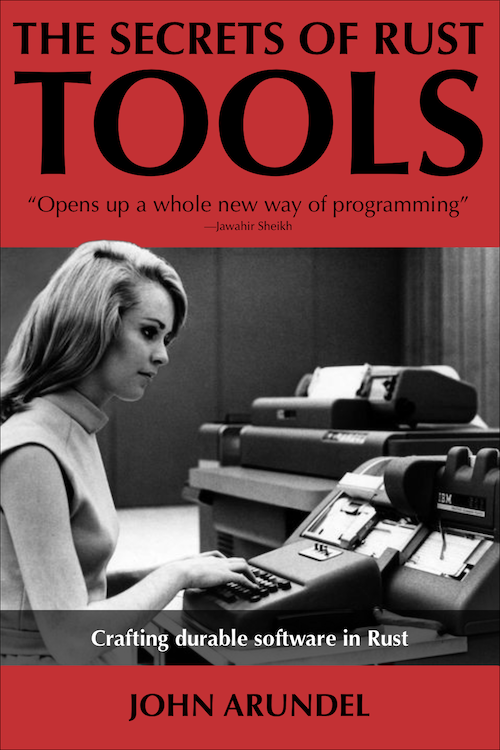 THE SECRETS OF RUST
TOOLS
“Opens up a whole new way of programming”
—Jawahir Sheikh
IBM
Crafting durable software in Rust
JOHN ARUNDEL